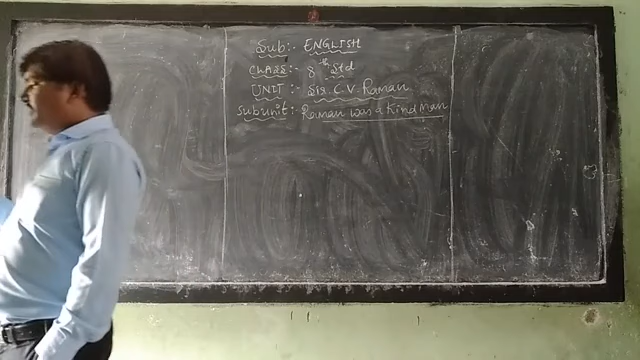 Sub:- ENGLISH
Class:- 8th Std
UNIT:- Sir. C.V. Raman
Subunit:- Raman was a kind man